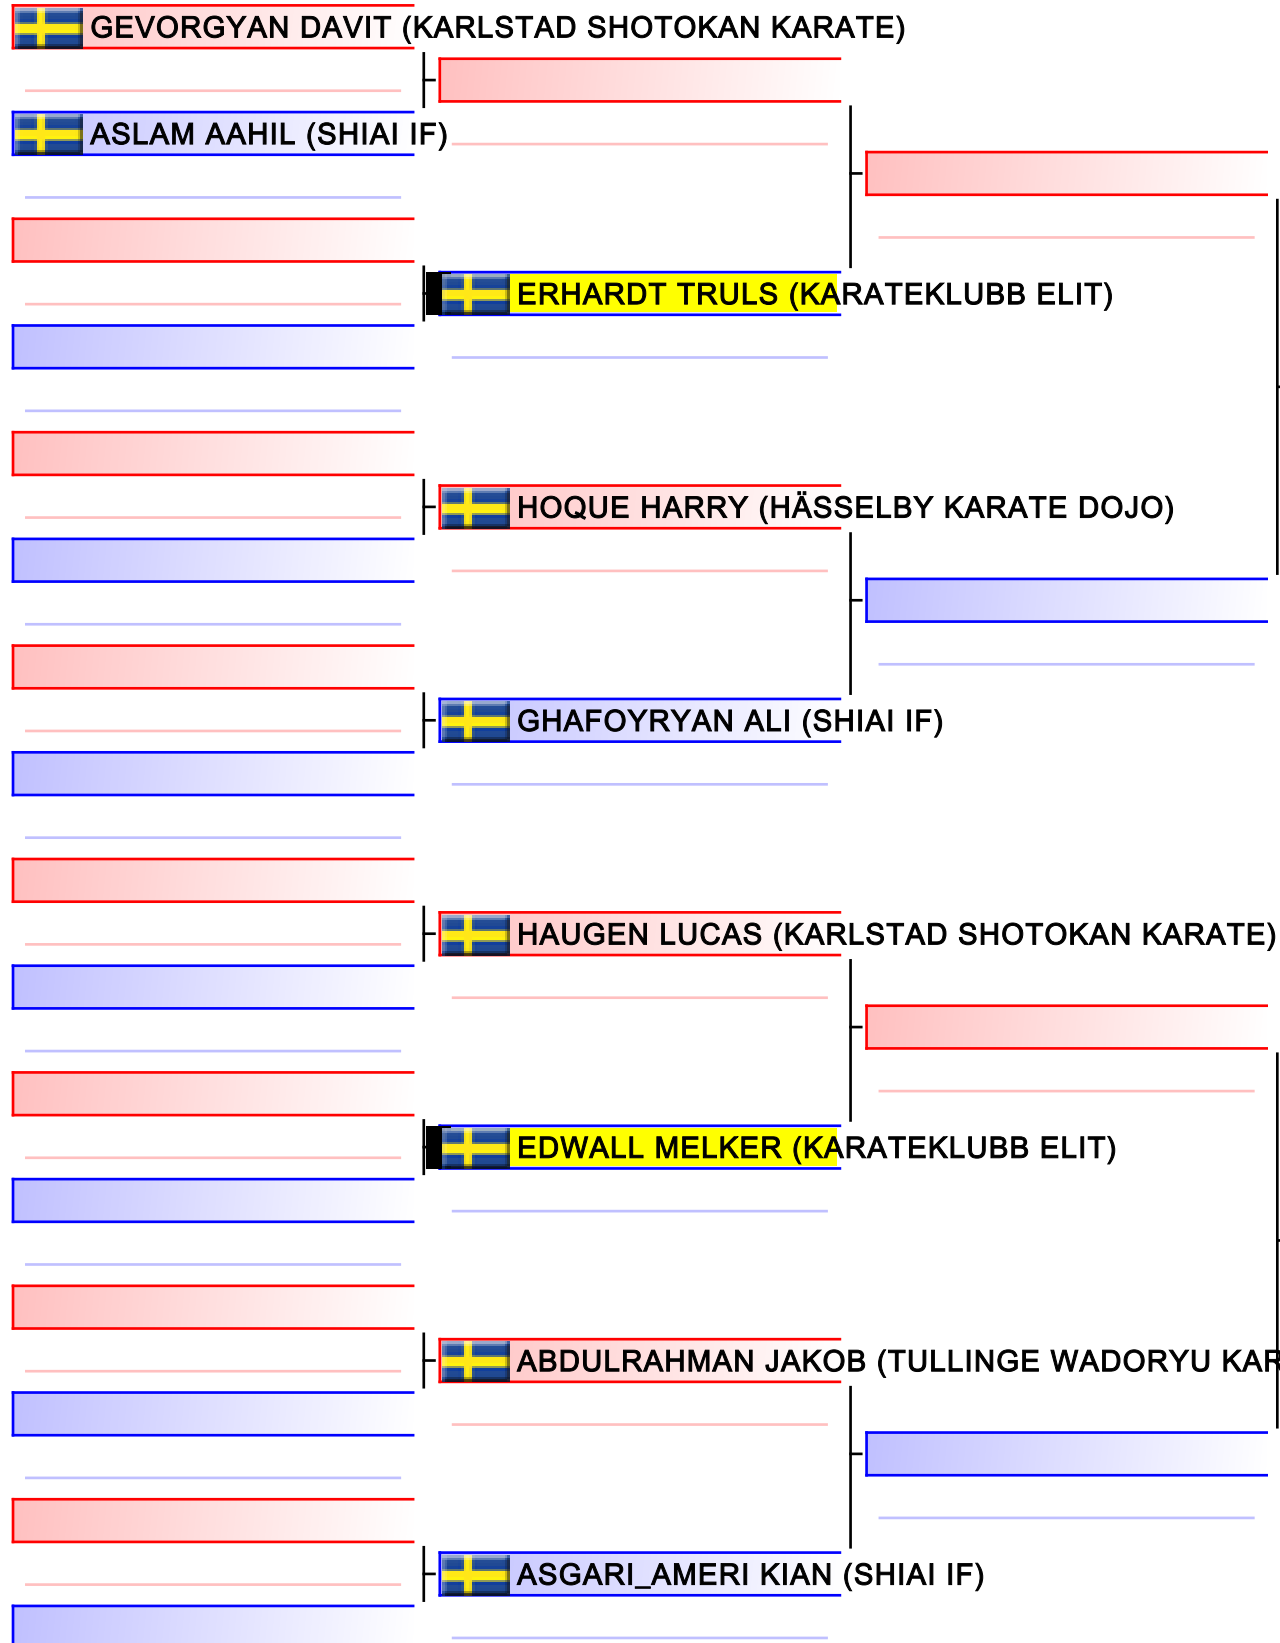 GEVORGYAN DAVIT (KARLSTAD SHOTOKAN KARATE)
ASLAM AAHIL (SHIAI IF)
ERHARDT TRULS (KARATEKLUBB ELIT)
HOQUE HARRY (HÄSSELBY KARATE DOJO)
GHAFOYRYAN ALI (SHIAI IF)
HAUGEN LUCAS (KARLSTAD SHOTOKAN KARATE)
EDWALL MELKER (KARATEKLUBB ELIT)
ABDULRAHMAN JAKOB (TULLINGE WADORYU KAR
ASGARI_AMERI KIAN (SHIAI IF)